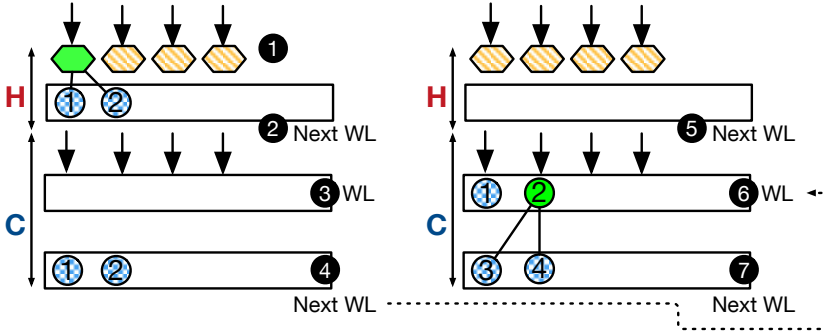 1
H
1 2
2 Next WL
3 WL
C
1 2 4
Next WL
H
5 Next WL
1 2 6 WL
C
3 4 7
Next WL